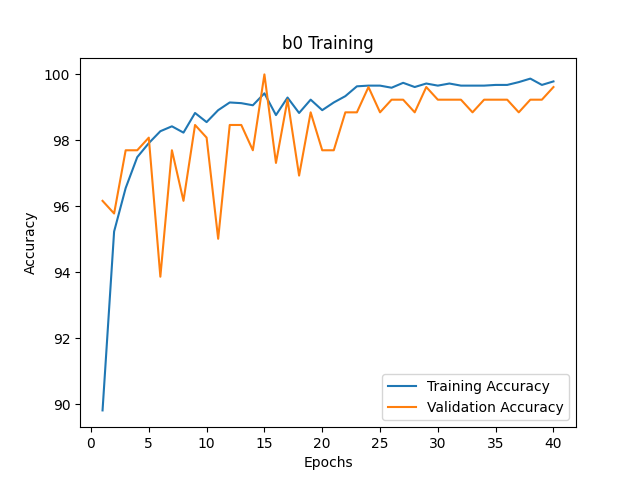 b0 Training
100
98
96
94
92
90
Accuracy
0 5 10 15 20 25 30 35 40
Epochs
Training Accuracy
Validation Accuracy